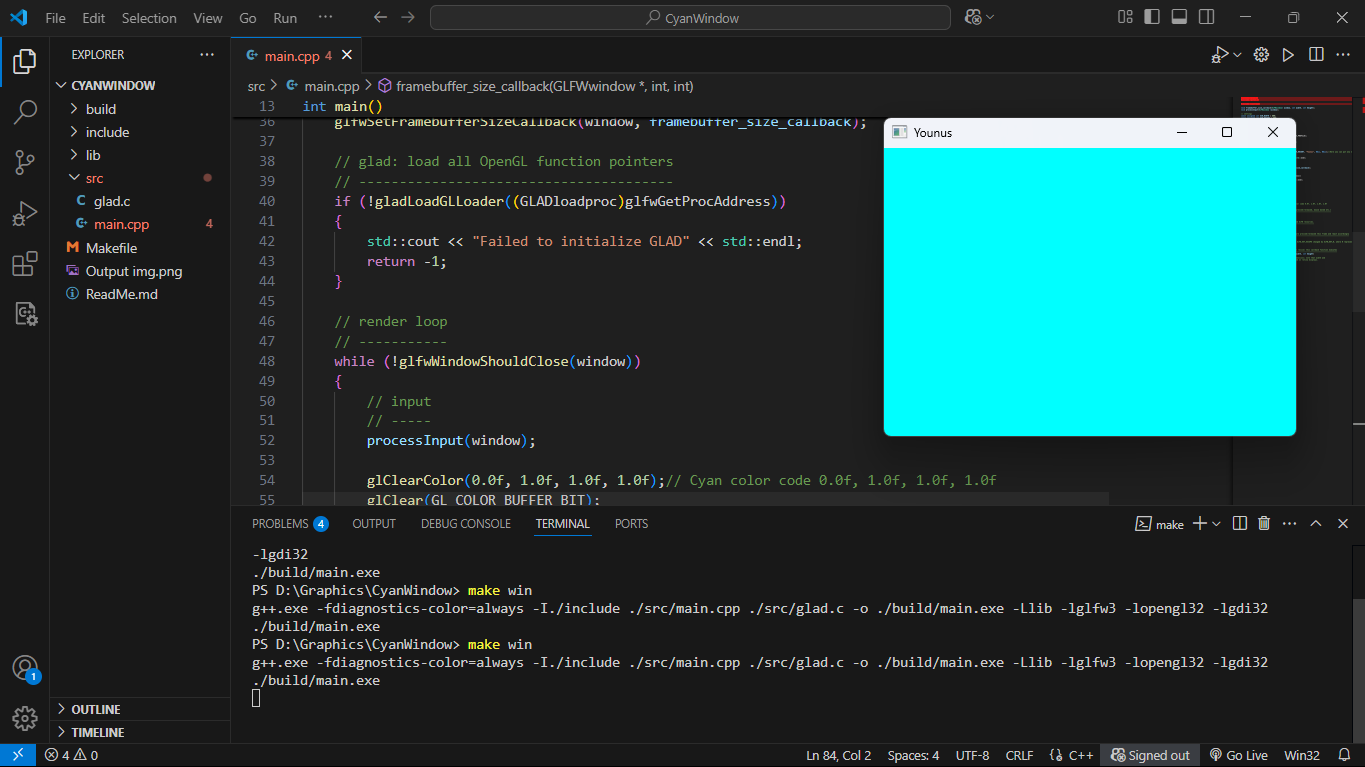 File Edit Selection View Go Run ··· CyanWindow
EXPLORER ···
CYANWINDOW
build
include
lib
src
C glad.c
main.cpp 4
M Makefile
Output img.png
ReadMe.md
OUTLINE
TIMELINE
main.cpp 4
src > main.cpp > framebuffer_size_callback(GLFWwindow *, int, int)
13 int main()
36 glfwSetFramebufferSizeCallback(window, framebuffer_size_callback);
37
38 // glad: load all OpenGL function pointers
39 // ---------------------------------------
40 if (!gladLoadGLLoader((GLADloadproc)glfwGetProcAddress))
41 {
42 std::cout << "Failed to initialize GLAD" << std::endl;
43 return -1;
44 }
45
46 // render loop
47 // -----------
48 while (!glfwWindowShouldClose(window))
49 {
50 // input
51 // -----
52 processInput(window);
53
54 glClearColor(0.0f, 1.0f, 1.0f, 1.0f);// Cyan color code 0.0f, 1.0f, 1.0f, 1.0f
55 glClear(GL_COLOR_BUFFER_BIT);
Younus
PROBLEMS 4 OUTPUT DEBUG CONSOLE TERMINAL PORTS make
-lgdi32
./build/main.exe
PS D:\Graphics\CyanWindow> make win
g++.exe -fdiagnostics-color=always -I./include ./src/main.cpp ./src/glad.c -o ./build/main.exe -Llib -lglfw3 -lopengl32 -lgdi32
./build/main.exe
PS D:\Graphics\CyanWindow> make win
g++.exe -fdiagnostics-color=always -I./include ./src/main.cpp ./src/glad.c -o ./build/main.exe -Llib -lglfw3 -lopengl32 -lgdi32
./build/main.exe
1
4 0 Ln 84, Col 2 Spaces: 4 UTF-8 CRLF {} C++ Signed out Go Live Win32